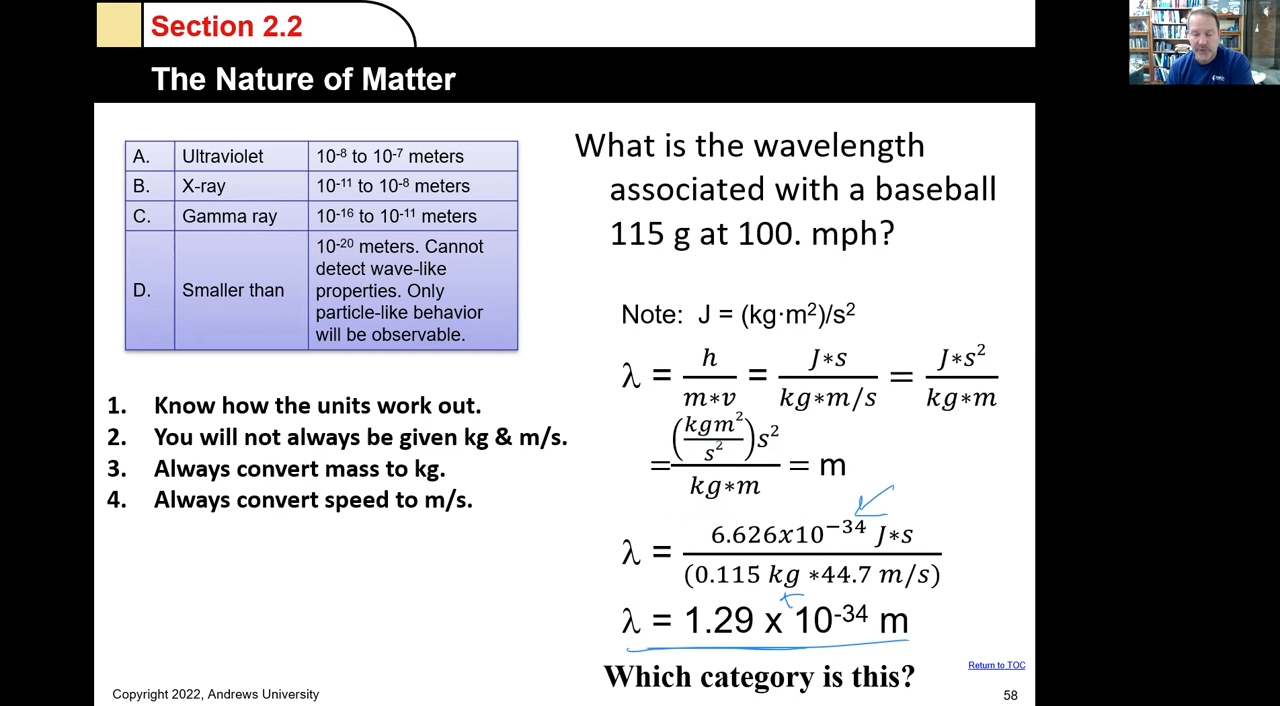 Section 2.2
The Nature of Matter
A. Ultraviolet 10⁻⁸ to 10⁻⁷ meters
B. X-ray 10⁻¹¹ to 10⁻⁸ meters
C. Gamma ray 10⁻¹⁶ to 10⁻¹¹ meters
D. Smaller than 10⁻²⁰ meters. Cannot
detect wave-like
properties. Only
particle-like behavior
will be observable.
1. Know how the units work out.
2. You will not always be given kg & m/s.
3. Always convert mass to kg.
4. Always convert speed to m/s.
What is the wavelength
associated with a baseball
115 g at 100. mph?
Note: J = (kg·m²)/s²
λ = h/(m∗v) = (J∗s)/(kg∗m/s) = (J∗s²)/(kg∗m)
= ((kgm²/s²)s²)/(kg∗m) = m
λ = (6.626x10⁻³⁴ J∗s)/(0.115 kg ∗44.7 m/s)
λ = 1.29 x 10⁻³⁴ m
Which category is this?
Return to TOC
Copyright 2022, Andrews University
58